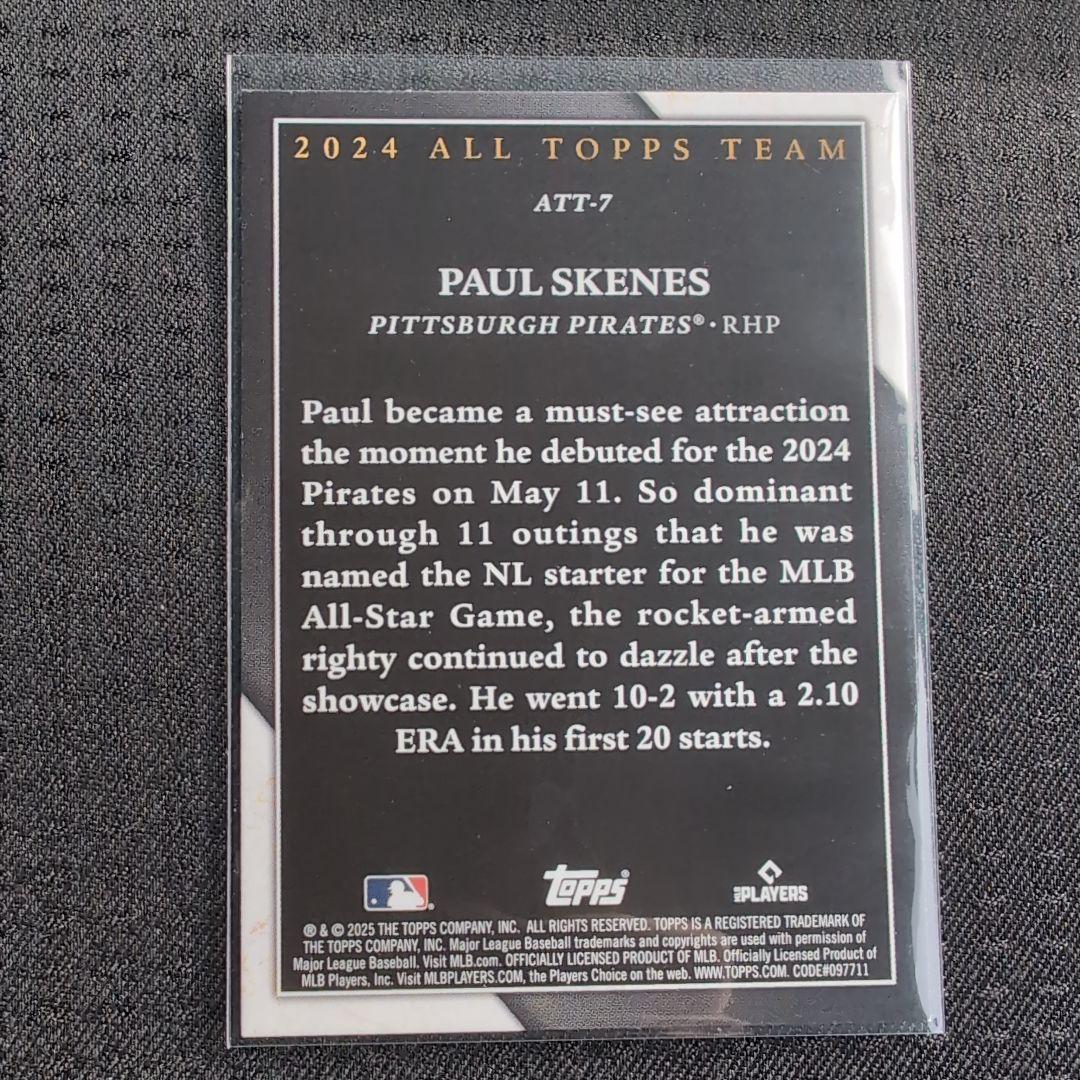 2024 ALL TOPPS TEAM
ATT-7
PAUL SKENES
PITTSBURGH PIRATES® · RHP
Paul became a must-see attraction
the moment he debuted for the 2024
Pirates on May 11. So dominant
through 11 outings that he was
named the NL starter for the MLB
All-Star Game, the rocket-armed
righty continued to dazzle after the
showcase. He went 10-2 with a 2.10
ERA in his first 20 starts.
topps®
MLB PLAYERS
® & © 2025 THE TOPPS COMPANY, INC. ALL RIGHTS RESERVED. TOPPS IS A REGISTERED TRADEMARK OF
THE TOPPS COMPANY, INC. Major League Baseball trademarks and copyrights are used with permission of
Major League Baseball. Visit MLB.com. OFFICIALLY LICENSED PRODUCT OF MLB. Officially Licensed Product of
MLB Players, Inc. Visit MLBPLAYERS.COM, the Players Choice on the web. WWW.TOPPS.COM. CODE#097711